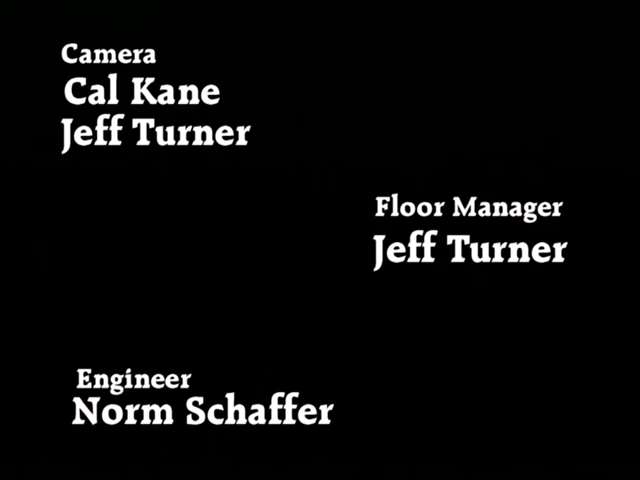 Camera
Cal Kane
Jeff Turner
Floor Manager
Jeff Turner
Engineer
Norm Schaffer